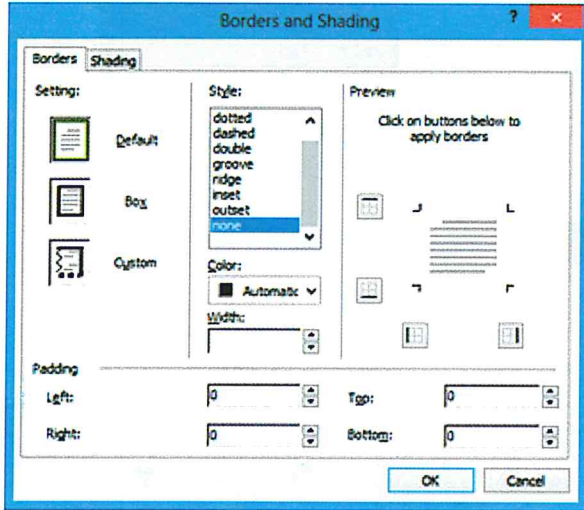 Borders and Shading
?
×
Borders
Shading
Setting:
Default
Box
Custom
Style:
dotted
dashed
double
groove
ridge
inset
outset
none
Color:
Automatic
Width:
Preview
Click on buttons below to
apply borders
Padding
Left:
0
Top:
0
Right:
0
Bottom:
0
OK
Cancel